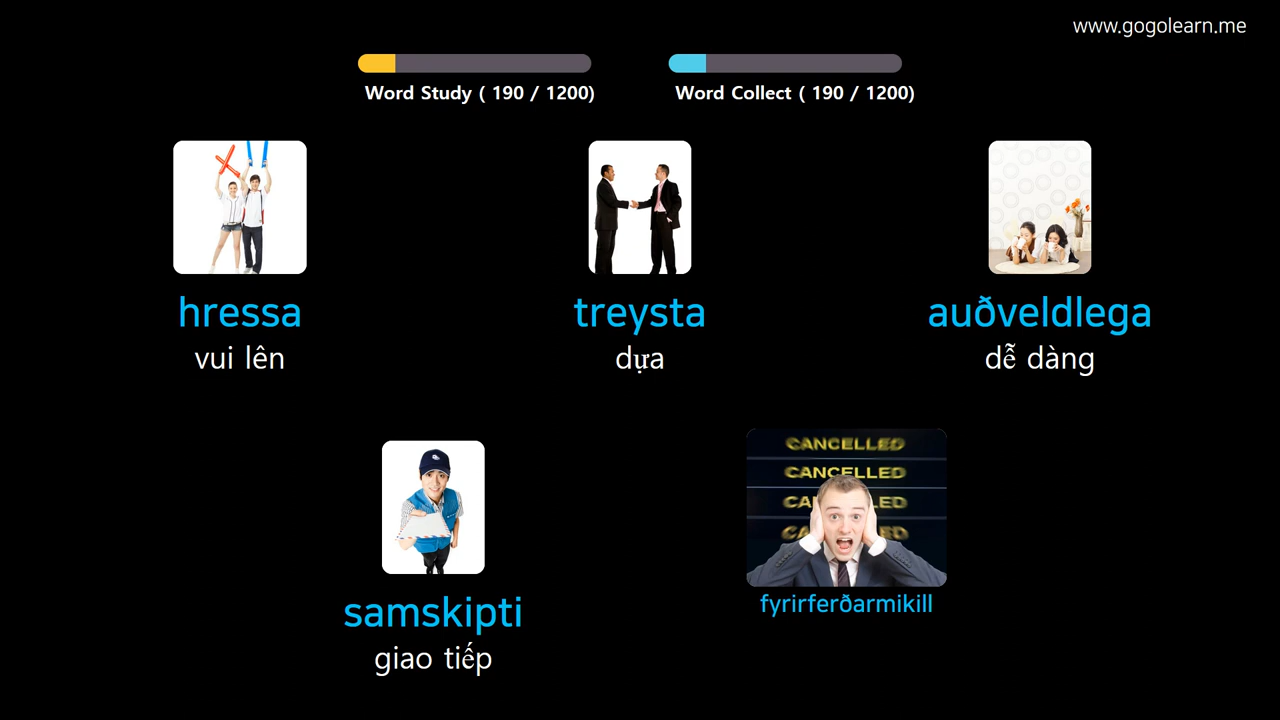 www.gogolearn.me
Word Study ( 190 / 1200)
Word Collect ( 190 / 1200)
hressa
vui lên
treysta
dựa
auðveldlega
dễ dàng
samskipti
giao tiếp
CANCELLED
CANCELLED
fyrirferðarmikill